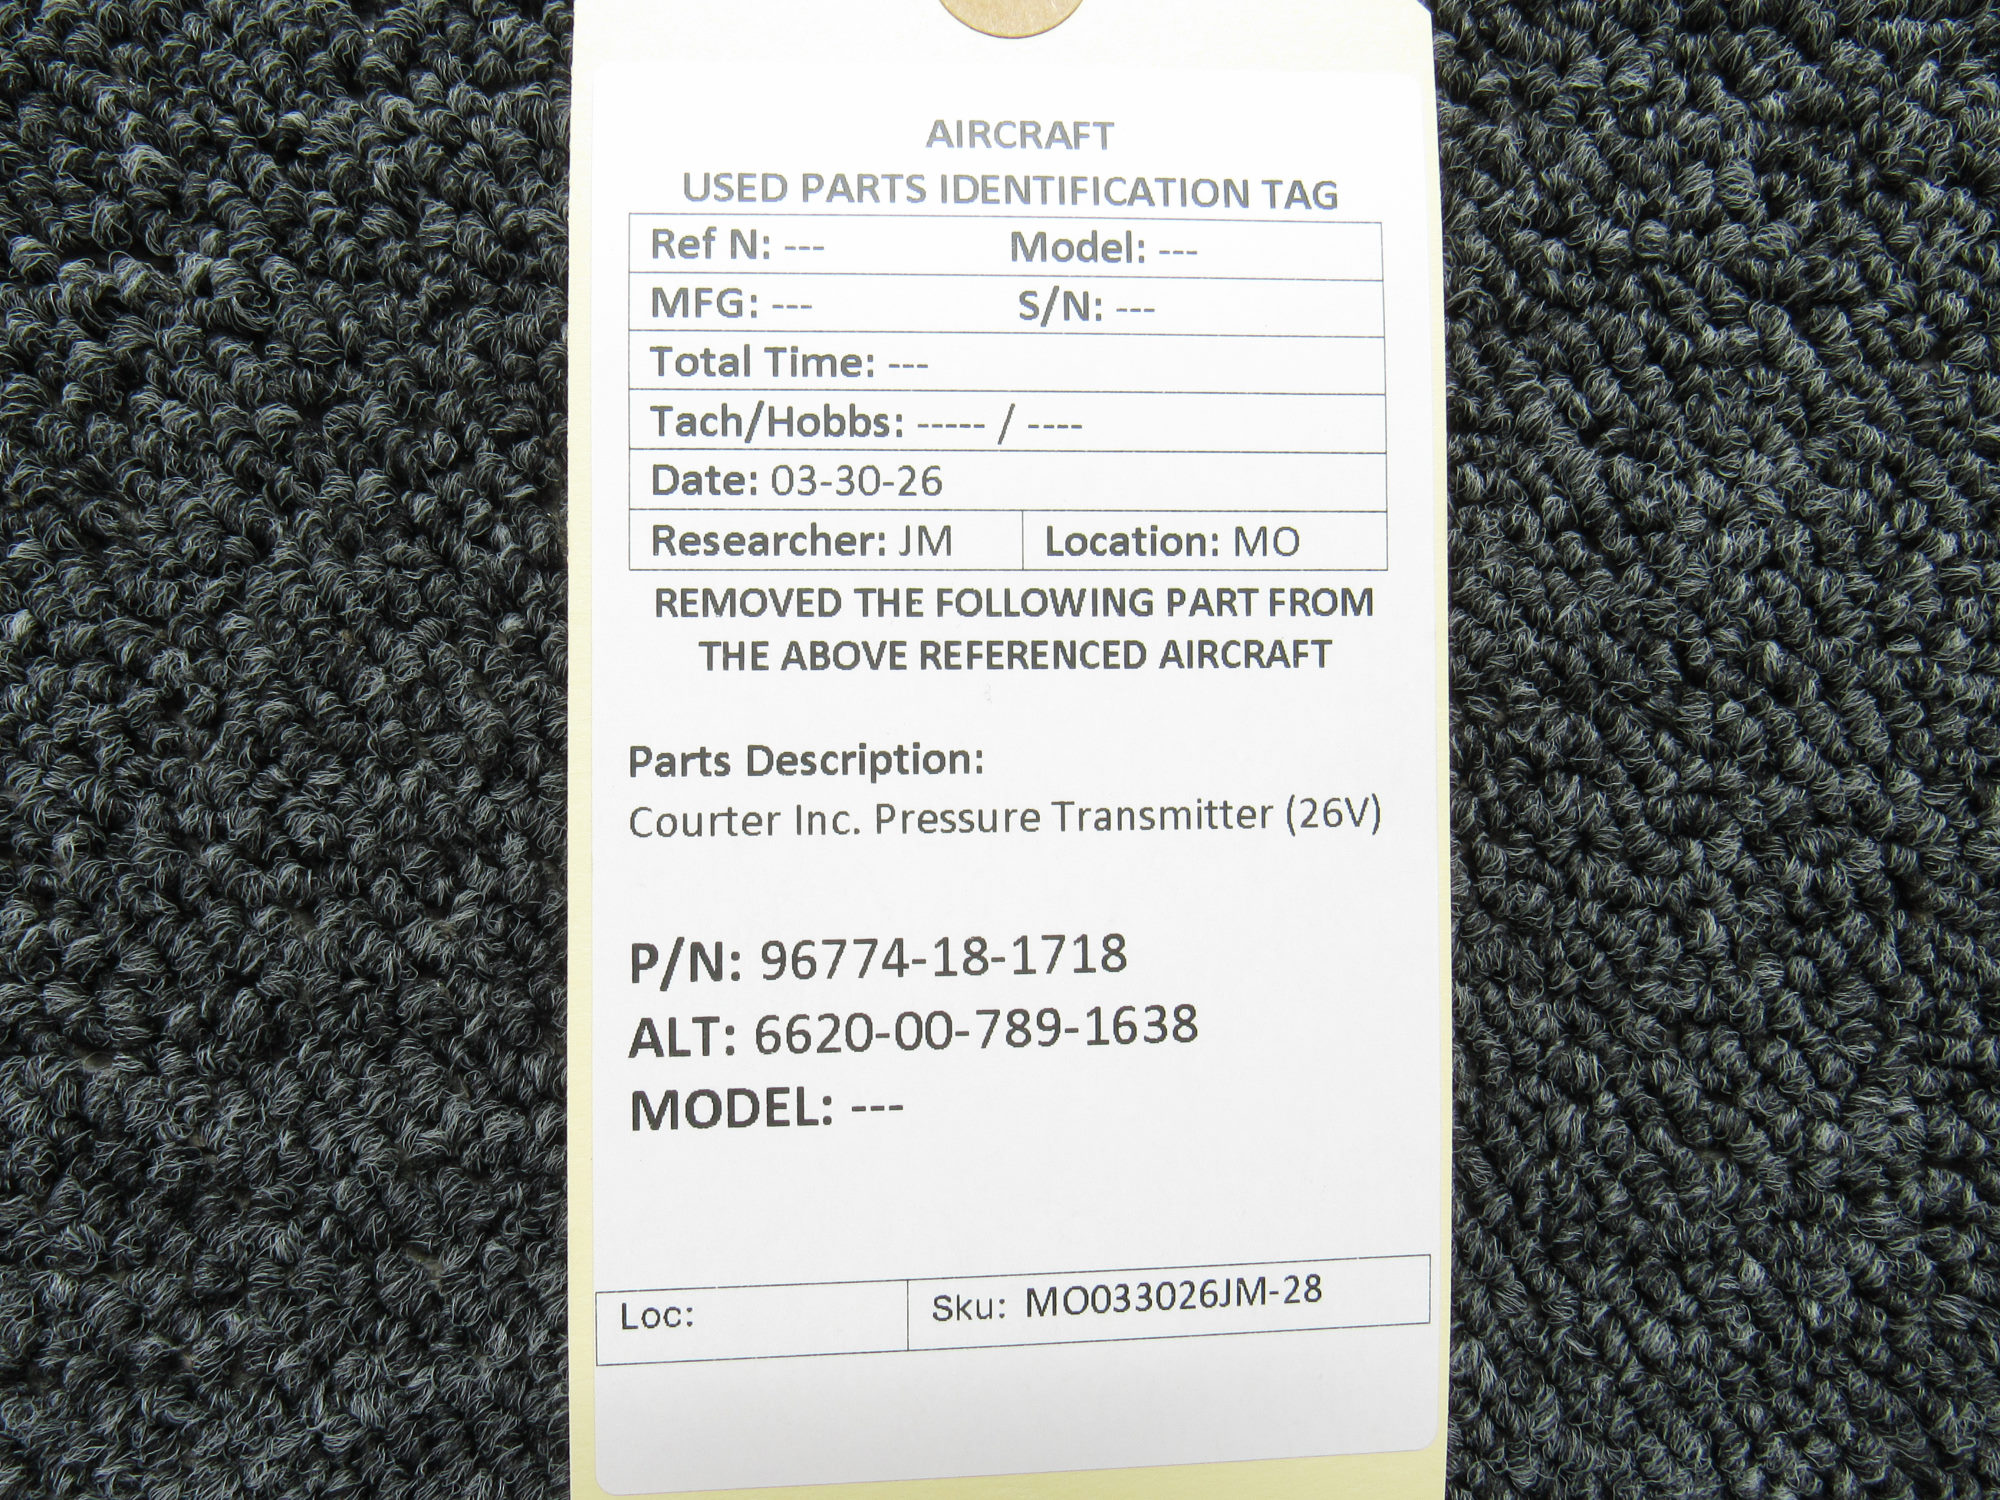 AIRCRAFT
USED PARTS IDENTIFICATION TAG
Ref N: --- Model: ---
MFG: --- S/N: ---
Total Time: ---
Tach/Hobbs: ----- / ----
Date: 03-30-26
Researcher: JM Location: MO
REMOVED THE FOLLOWING PART FROM
THE ABOVE REFERENCED AIRCRAFT
Parts Description:
Courter Inc. Pressure Transmitter (26V)
P/N: 96774-18-1718
ALT: 6620-00-789-1638
MODEL: ---
Loc: Sku: MO033026JM-28